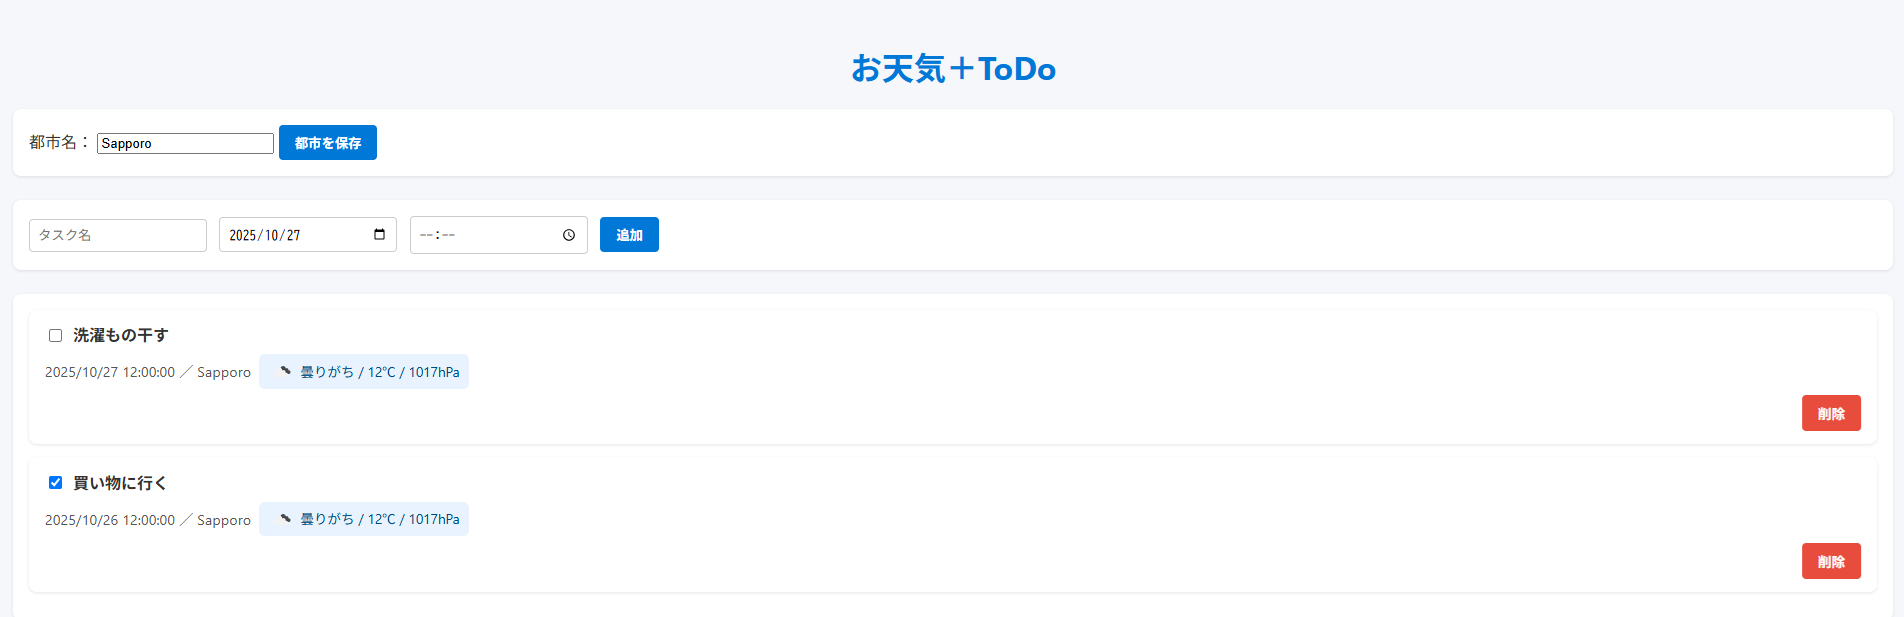 お天気＋ToDo
都市名： Sapporo 都市を保存
タスク名 2025/10/27 --:-- 追加
洗濯もの干す
2025/10/27 12:00:00 ／ Sapporo 曇りがち / 12°C / 1017hPa
削除
買い物に行く
2025/10/26 12:00:00 ／ Sapporo 曇りがち / 12°C / 1017hPa
削除